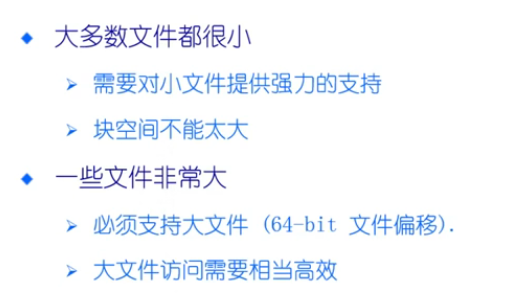 大多数文件都很小
需要对小文件提供强力的支持
块空间不能太大
一些文件非常大
必须支持大文件 (64-bit 文件偏移).
大文件访问需要相当高效